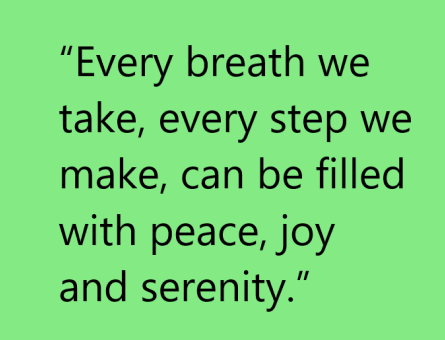 “Every breath we
take, every step we
make, can be filled
with peace, joy
and serenity.”